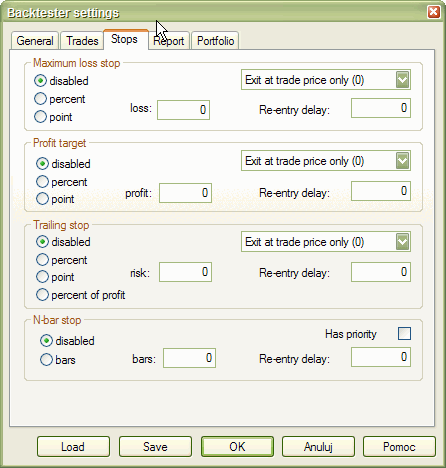 Backtester settings
General Trades Stops Report Portfolio
Maximum loss stop
disabled Exit at trade price only (0)
percent
loss: 0 Re-entry delay: 0
point
Profit target
disabled Exit at trade price only (0)
percent
profit: 0 Re-entry delay: 0
point
Trailing stop
disabled Exit at trade price only (0)
percent
point risk: 0 Re-entry delay: 0
percent of profit
N-bar stop
Has priority
disabled
bars bars: 0 Re-entry delay: 0
Load Save OK Anuluj Pomoc